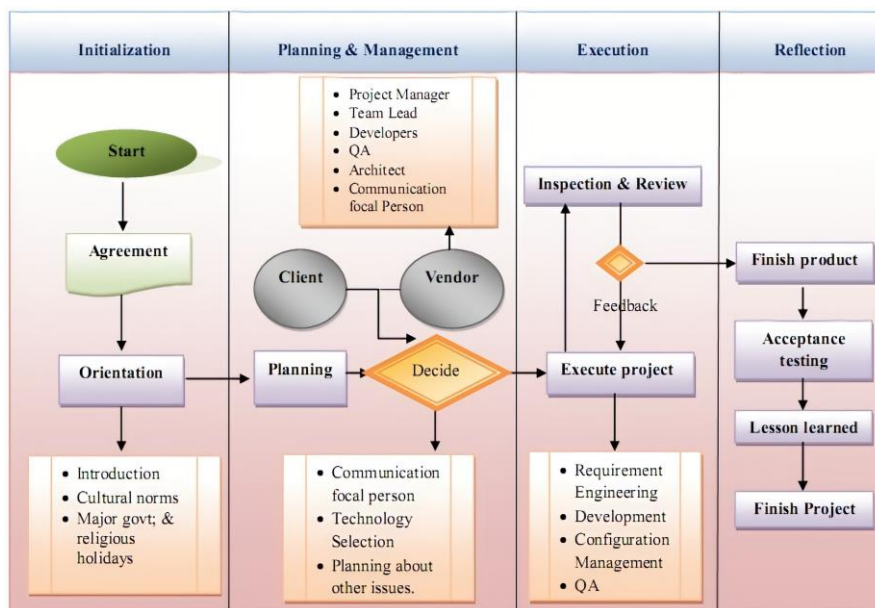 Initialization
Planning & Management
Execution
Reflection
Start
Agreement
Orientation
• Introduction
• Cultural norms
• Major govt; &
religious
holidays
• Project Manager
• Team Lead
• Developers
• QA
• Architect
• Communication
focal Person
Client
Vendor
Planning
Decide
• Communication
focal person
• Technology
Selection
• Planning about
other issues.
Inspection & Review
Feedback
Execute project
• Requirement
Engineering
• Development
• Configuration
Management
• QA
Finish product
Acceptance
testing
Lesson learned
Finish Project